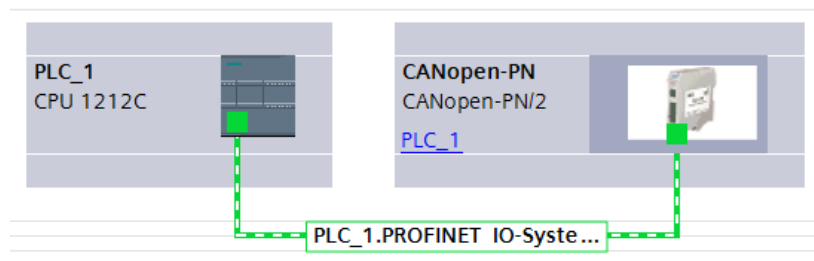 PLC_1
CPU 1212C
CANopen-PN
CANopen-PN/2
PLC_1
PLC_1.PROFINET IO-Syste...